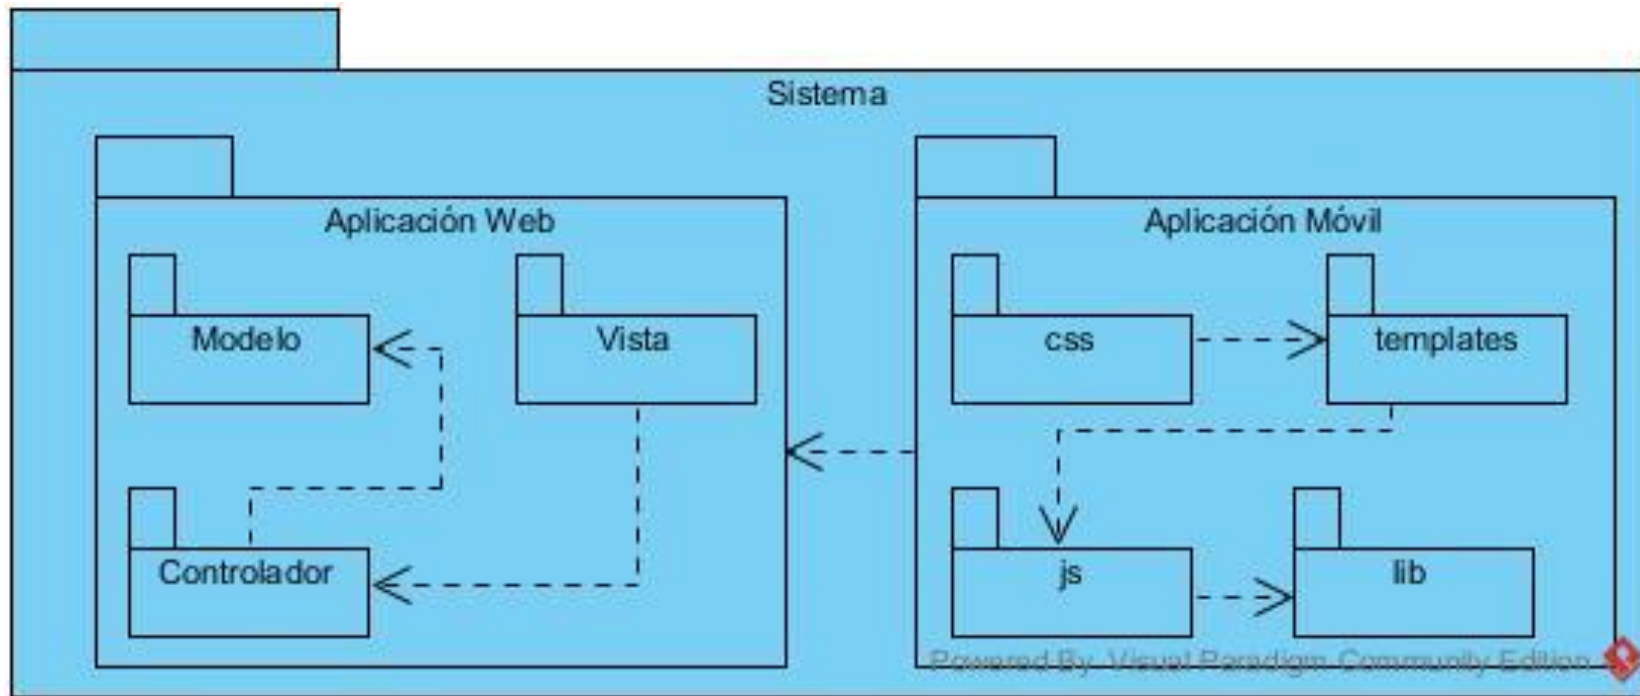 Sistema
Aplicación Web
Aplicación Móvil
Modelo
Vista
css
templates
Controlador
js
lib
Powered By Visual Paradigm Community Edition